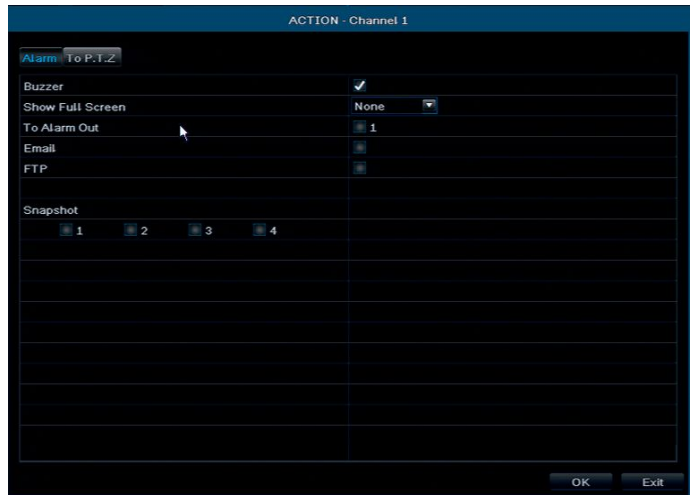 ACTION - Channel 1
Alarm To P.T.Z
Buzzer
Show Full Screen None
To Alarm Out 1
Email
FTP
Snapshot
1 2 3 4
OK Exit